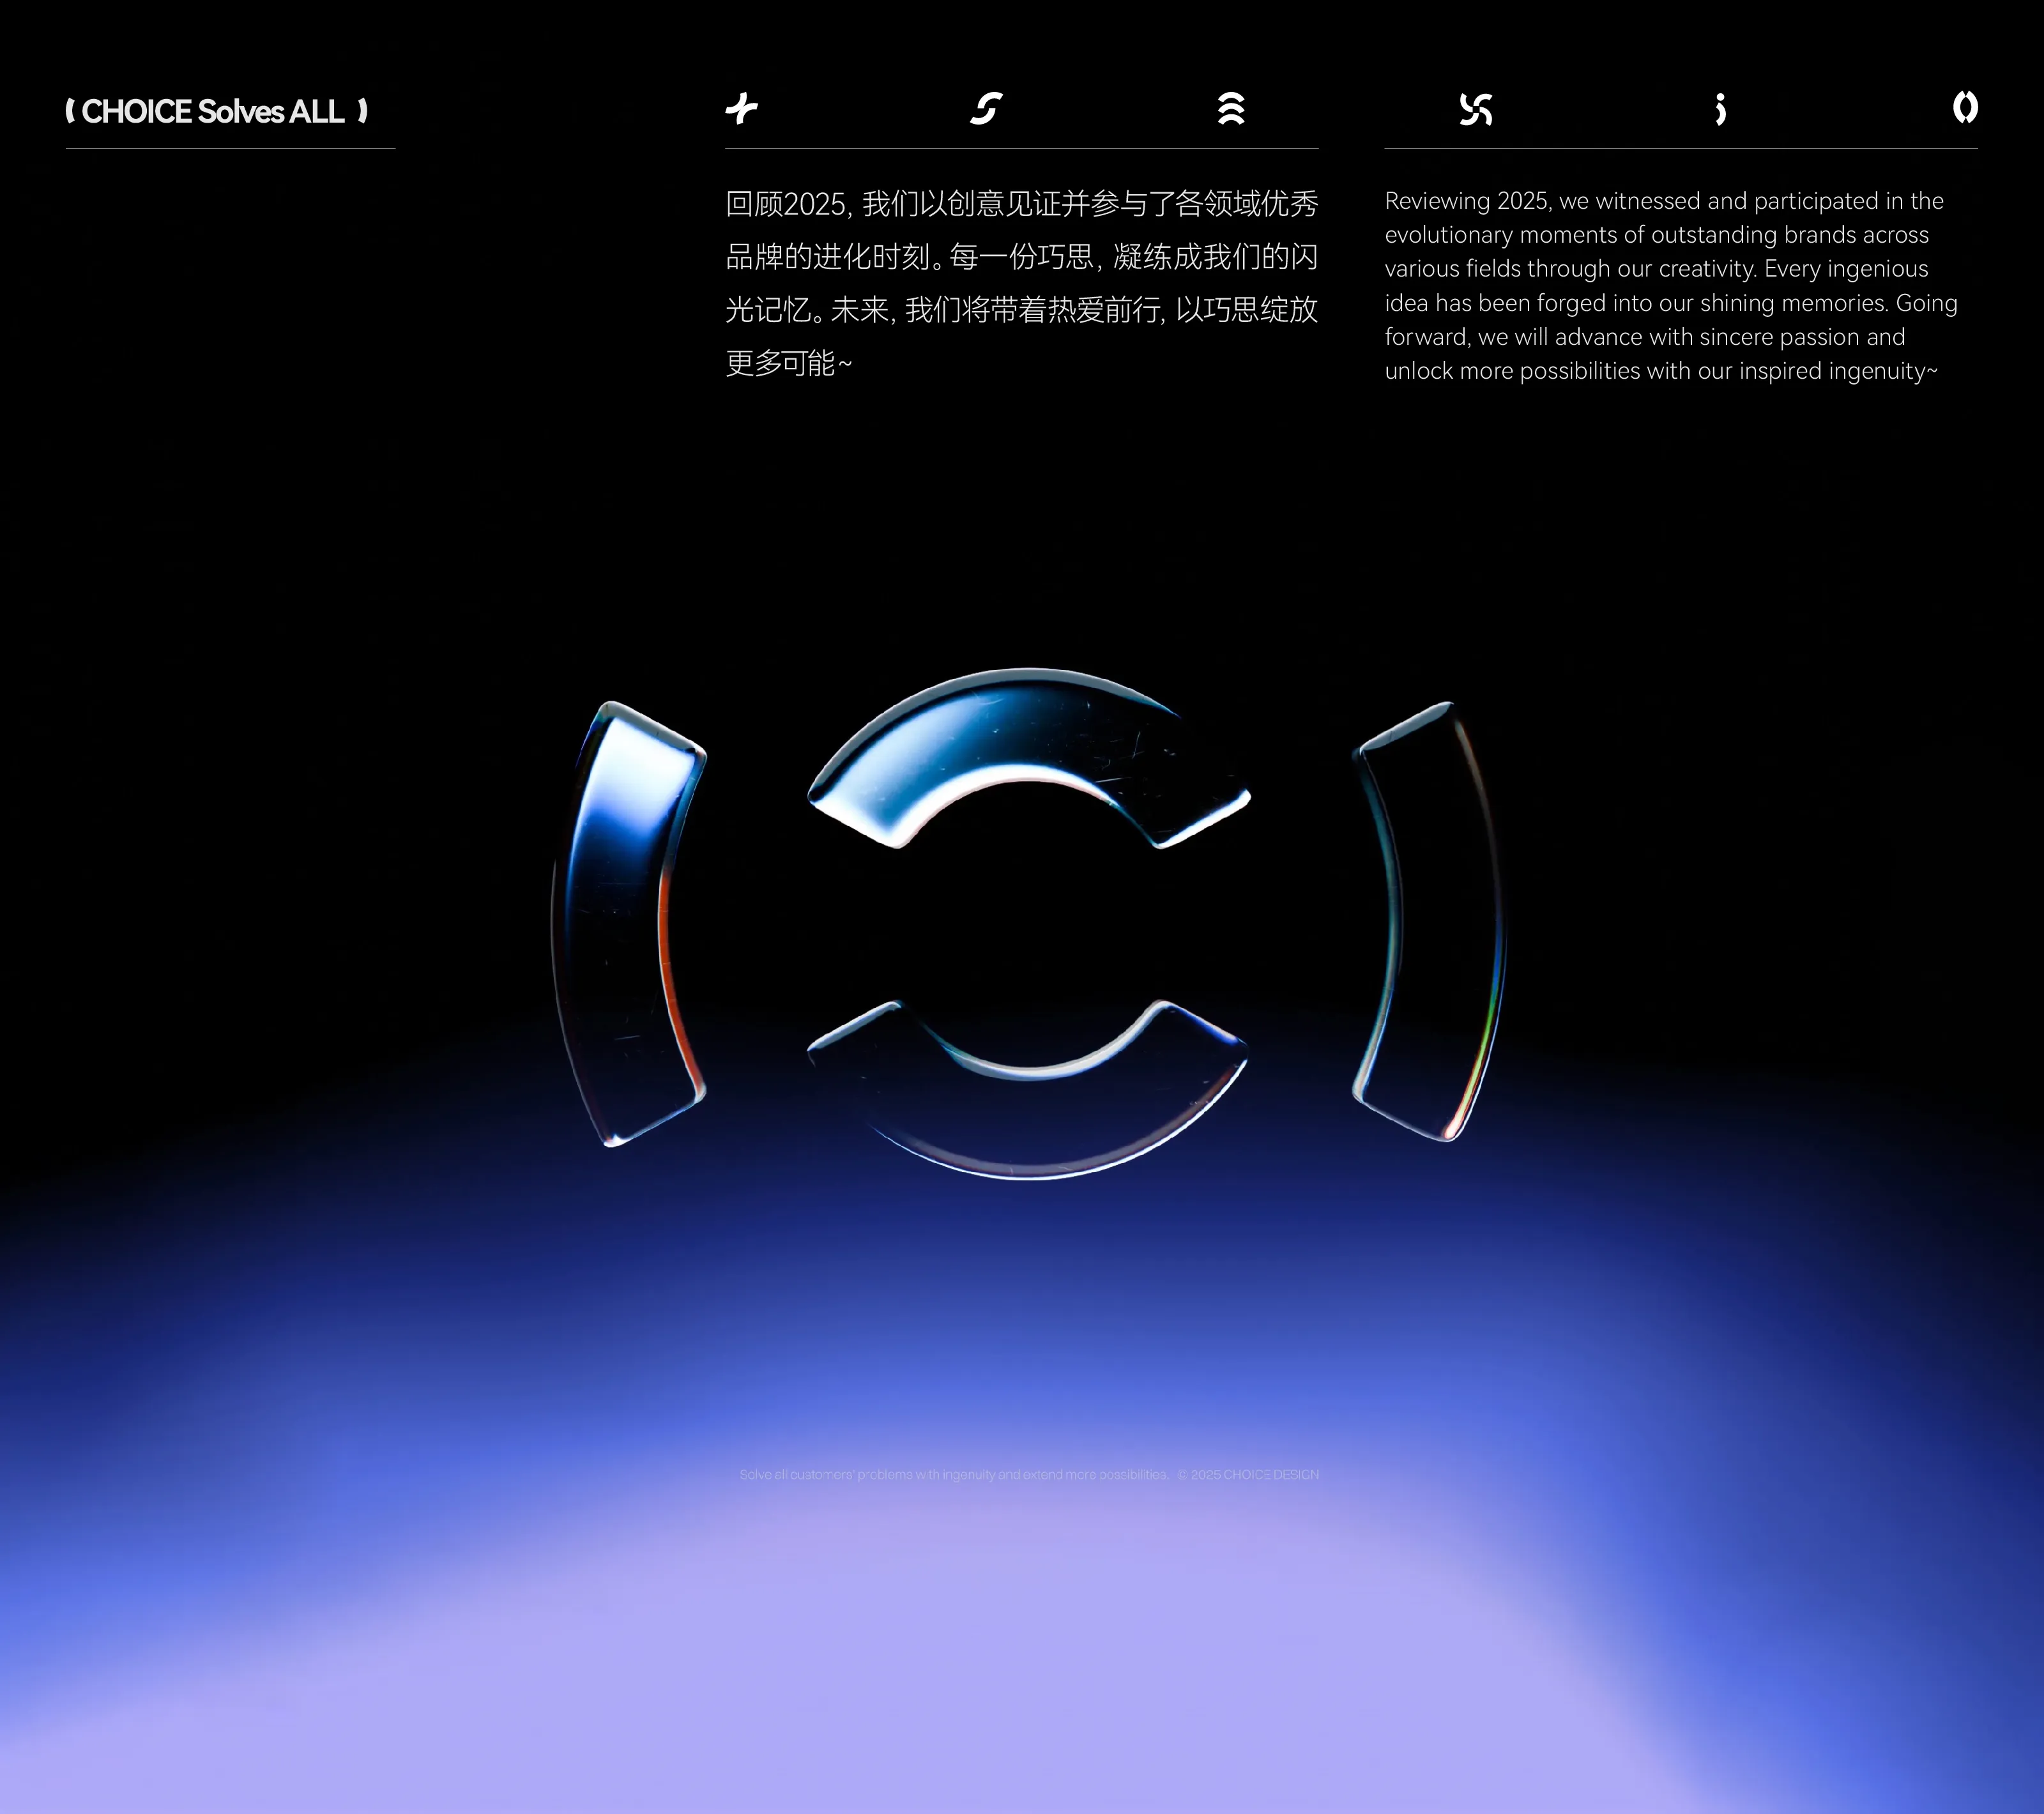 ( CHOICE Solves ALL )
回顾2025, 我们以创意见证并参与了各领域优秀
品牌的进化时刻。每一份巧思, 凝练成我们的闪
光记忆。未来, 我们将带着热爱前行, 以巧思绽放
更多可能~
Reviewing 2025, we witnessed and participated in the
evolutionary moments of outstanding brands across
various fields through our creativity. Every ingenious
idea has been forged into our shining memories. Going
forward, we will advance with sincere passion and
unlock more possibilities with our inspired ingenuity~
Solve all customers' problems with ingenuity and extend more possibilities. © 2025 CHOICE DESIGN